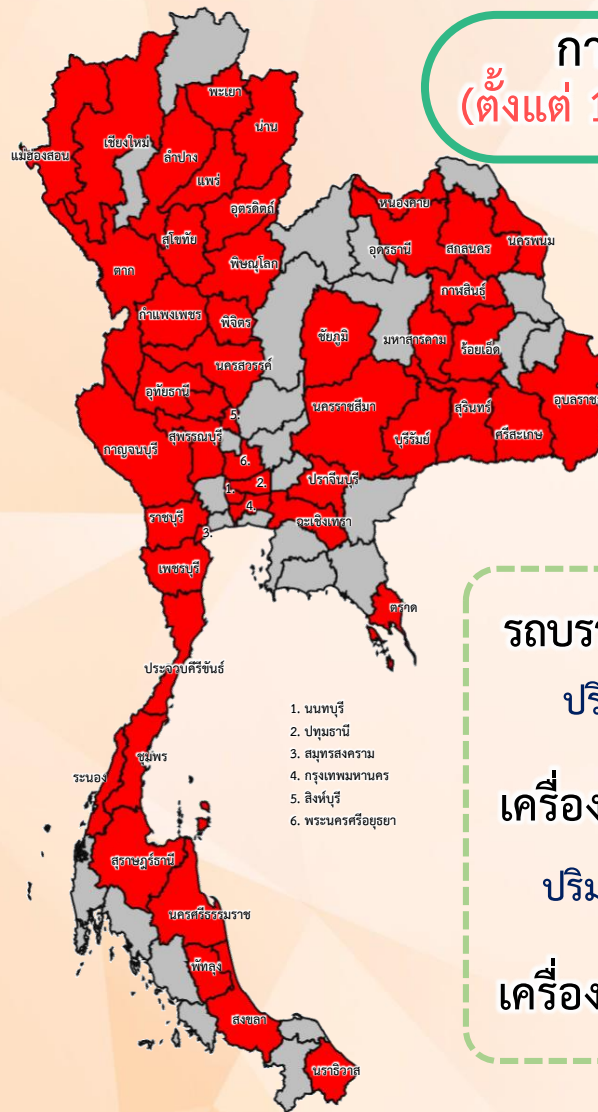 กา
(ตั้งแต่ 1
พะเยา
น่าน
เชียงใหม่
แม่ฮ่องสอน
ลำปาง
แพร่
อุตรดิตถ์
หนองคาย
สุโขทัย
อุดรธานี
สกลนคร
นครพนม
ตาก
พิษณุโลก
กาฬสินธุ์
กำแพงเพชร
พิจิตร
ชัยภูมิ
มหาสารคาม
ร้อยเอ็ด
นครสวรรค์
อุทัยธานี
นครราชสีมา
สุรินทร์
อุบลราช
5.
สุพรรณบุรี
กาญจนบุรี
บุรีรัมย์
ศรีสะเกษ
6.
ปราจีนบุรี
2.
1.
4.
ราชบุรี
ฉะเชิงเทรา
3.
เพชรบุรี
ตราด
รถบรร
ประจวบคีรีขันธ์
ปริ
1. นนทบุรี
2. ปทุมธานี
3. สมุทรสงคราม
4. กรุงเทพมหานคร
5. สิงห์บุรี
6. พระนครศรีอยุธยา
ชุมพร
ระนอง
เครื่อง
สุราษฎร์ธานี
ปริม
นครศรีธรรมราช
พัทลุง
เครื่อง
สงขลา
นราธิวาส